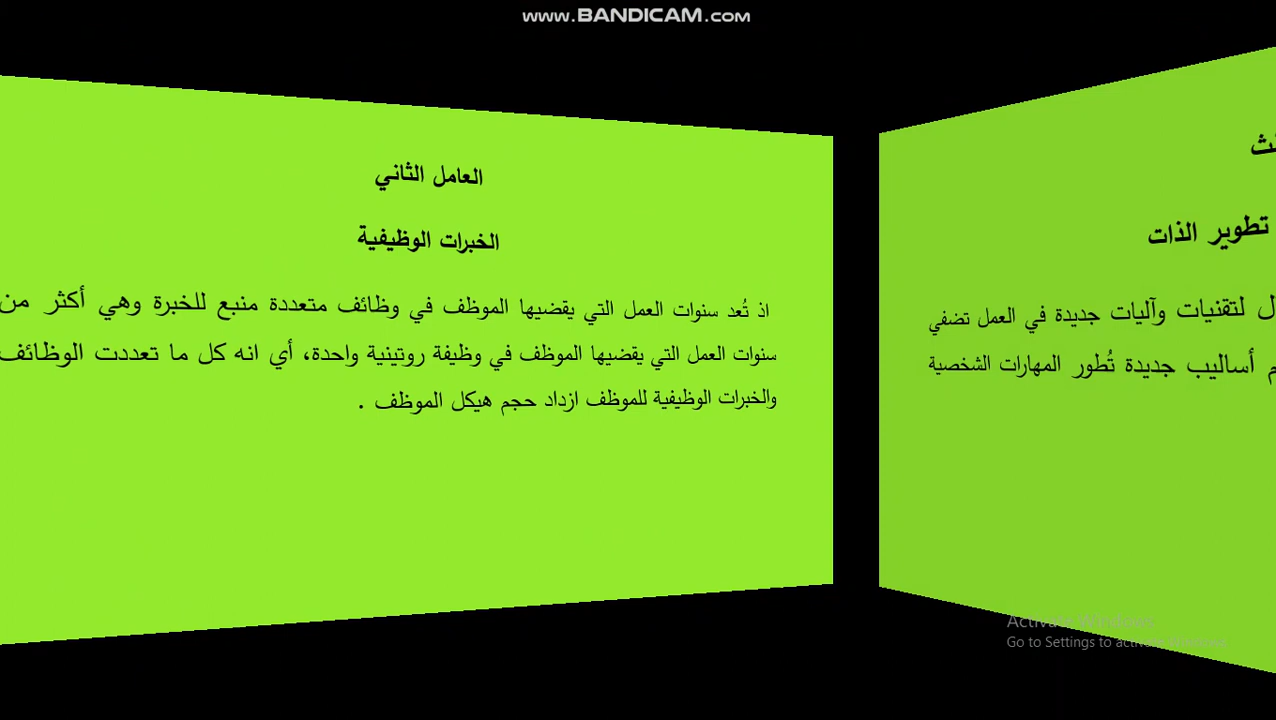 www.BANDICAM.com
العامل الثاني
الخبرات الوظيفية
اذ تُعد سنوات العمل التي يقضيها الموظف في وظائف متعددة منبع للخبرة وهي أكثر من
سنوات العمل التي يقضيها الموظف في وظيفة روتينية واحدة، أي انه كل ما تعددت الوظائف
والخبرات الوظيفية للموظف ازداد حجم هيكل الموظف .
تطوير الذات
لتقنيات وآليات جديدة في العمل تضفي
أساليب جديدة تُطور المهارات الشخصية
Activate Windows
Go to Settings to activate Windows.